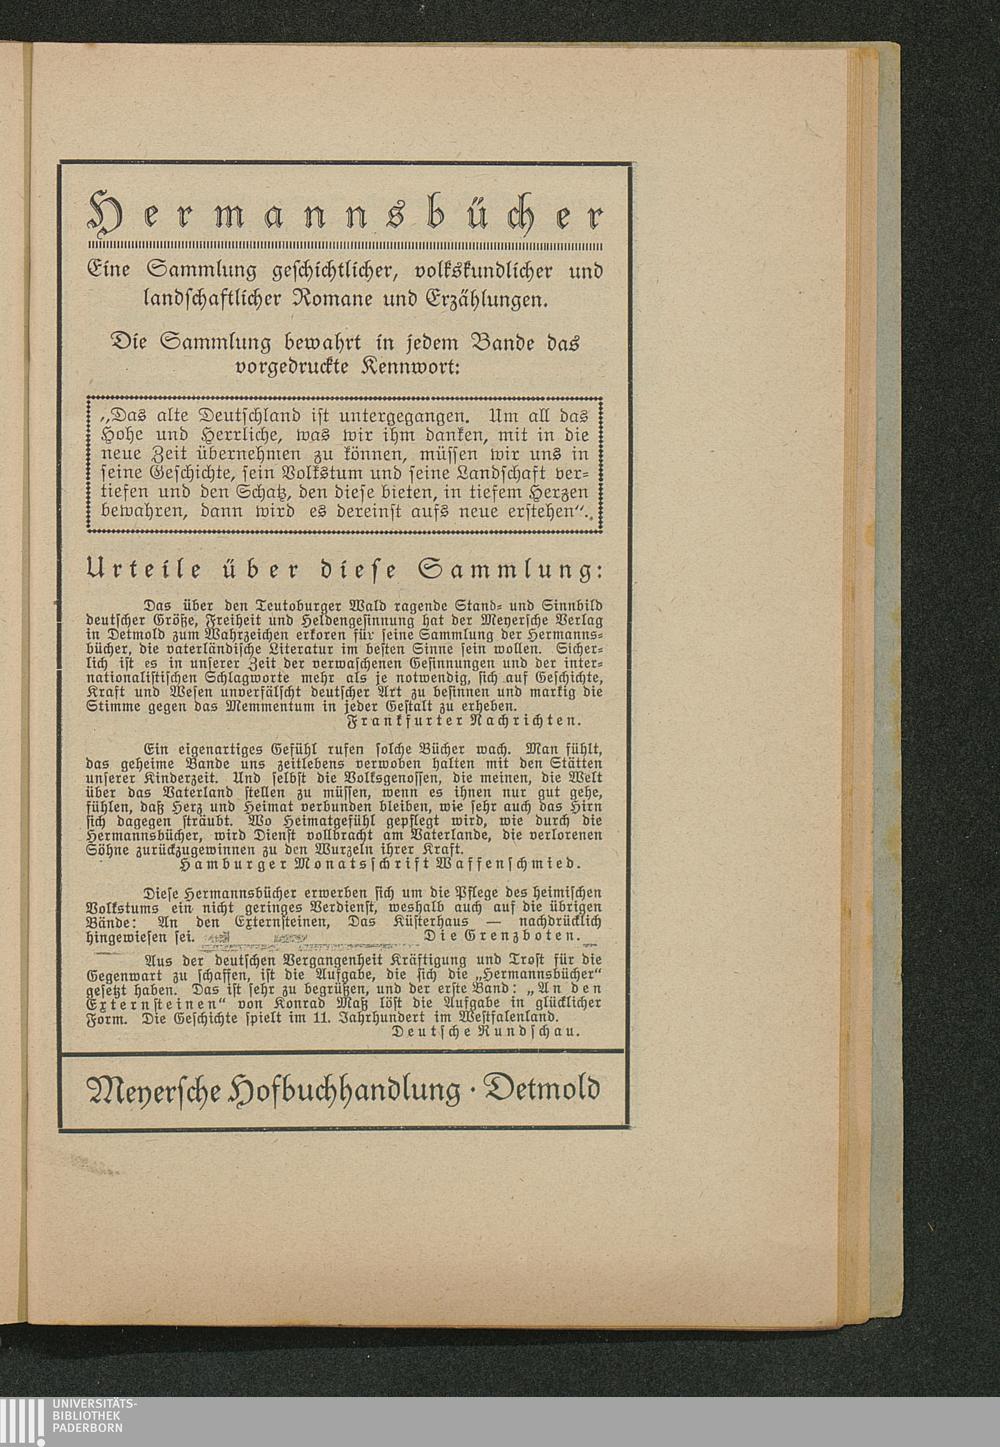 Hermannsbücher
Eine Sammlung geschichtlicher, volkskundlicher und
landschaftlicher Romane und Erzählungen.
Die Sammlung bewahrt in jedem Bande das
vorgedruckte Kennwort:
„Das alte Deutschland ist untergegangen. Um all das
Hohe und Herrliche, was wir ihm danken, mit in die
neue Zeit übernehmen zu können, müssen wir uns in
seine Geschichte, sein Volkstum und seine Landschaft ver-
tiefen und den Schatz, den diese bieten, in tiefem Herzen
bewahren, dann wird es dereinst aufs neue erstehen“.
Urteile über diese Sammlung:
Das über den Teutoburger Wald ragende Stand- und Sinnbild
deutscher Größe, Freiheit und Heldengesinnung hat der Meyersche Verlag
in Detmold zum Wahrzeichen erkoren für seine Sammlung der Hermanns-
bücher, die vaterländische Literatur im besten Sinne sein wollen. Sicher-
lich ist es in unserer Zeit der verwaschenen Gesinnungen und der inter-
nationalistischen Schlagworte mehr als je notwendig, sich auf Geschichte,
Kraft und Wesen unverfälscht deutscher Art zu besinnen und markig die
Stimme gegen das Memmentum in jeder Gestalt zu erheben.
Frankfurter Nachrichten.
Ein eigenartiges Gefühl rufen solche Bücher wach. Man fühlt,
das geheime Bande uns zeitlebens verwoben halten mit den Stätten
unserer Kinderzeit. Und selbst die Volksgenossen, die meinen, die Welt
über das Vaterland stellen zu müssen, wenn es ihnen nur gut gehe,
fühlen, daß Herz und Heimat verbunden bleiben, wie sehr auch das Hirn
sich dagegen sträubt. Wo Heimatgefühl gepflegt wird, wie durch die
Hermannsbücher, wird Dienst vollbracht am Vaterlande, die verlorenen
Söhne zurückzugewinnen zu den Wurzeln ihrer Kraft.
Hamburger Monatsschrift Waffenschmied.
Diese Hermannsbücher erwerben sich um die Pflege des heimischen
Volkstums ein nicht geringes Verdienst, weshalb auch auf die übrigen
Bände: An den Externsteinen, Das Küsterhaus — nachdrücklich
hingewiesen sei. Die Grenzboten.
Aus der deutschen Vergangenheit Kräftigung und Trost für die
Gegenwart zu schaffen, ist die Aufgabe, die sich die „Hermannsbücher“
gesetzt haben. Das ist sehr zu begrüßen, und der erste Band: „An den
Externsteinen“ von Konrad Maß löst die Aufgabe in glücklicher
Form. Die Geschichte spielt im 11. Jahrhundert im Westfalenland.
Deutsche Rundschau.
Meyersche Hofbuchhandlung · Detmold
UNIVERSITÄTS-
BIBLIOTHEK
PADERBORN